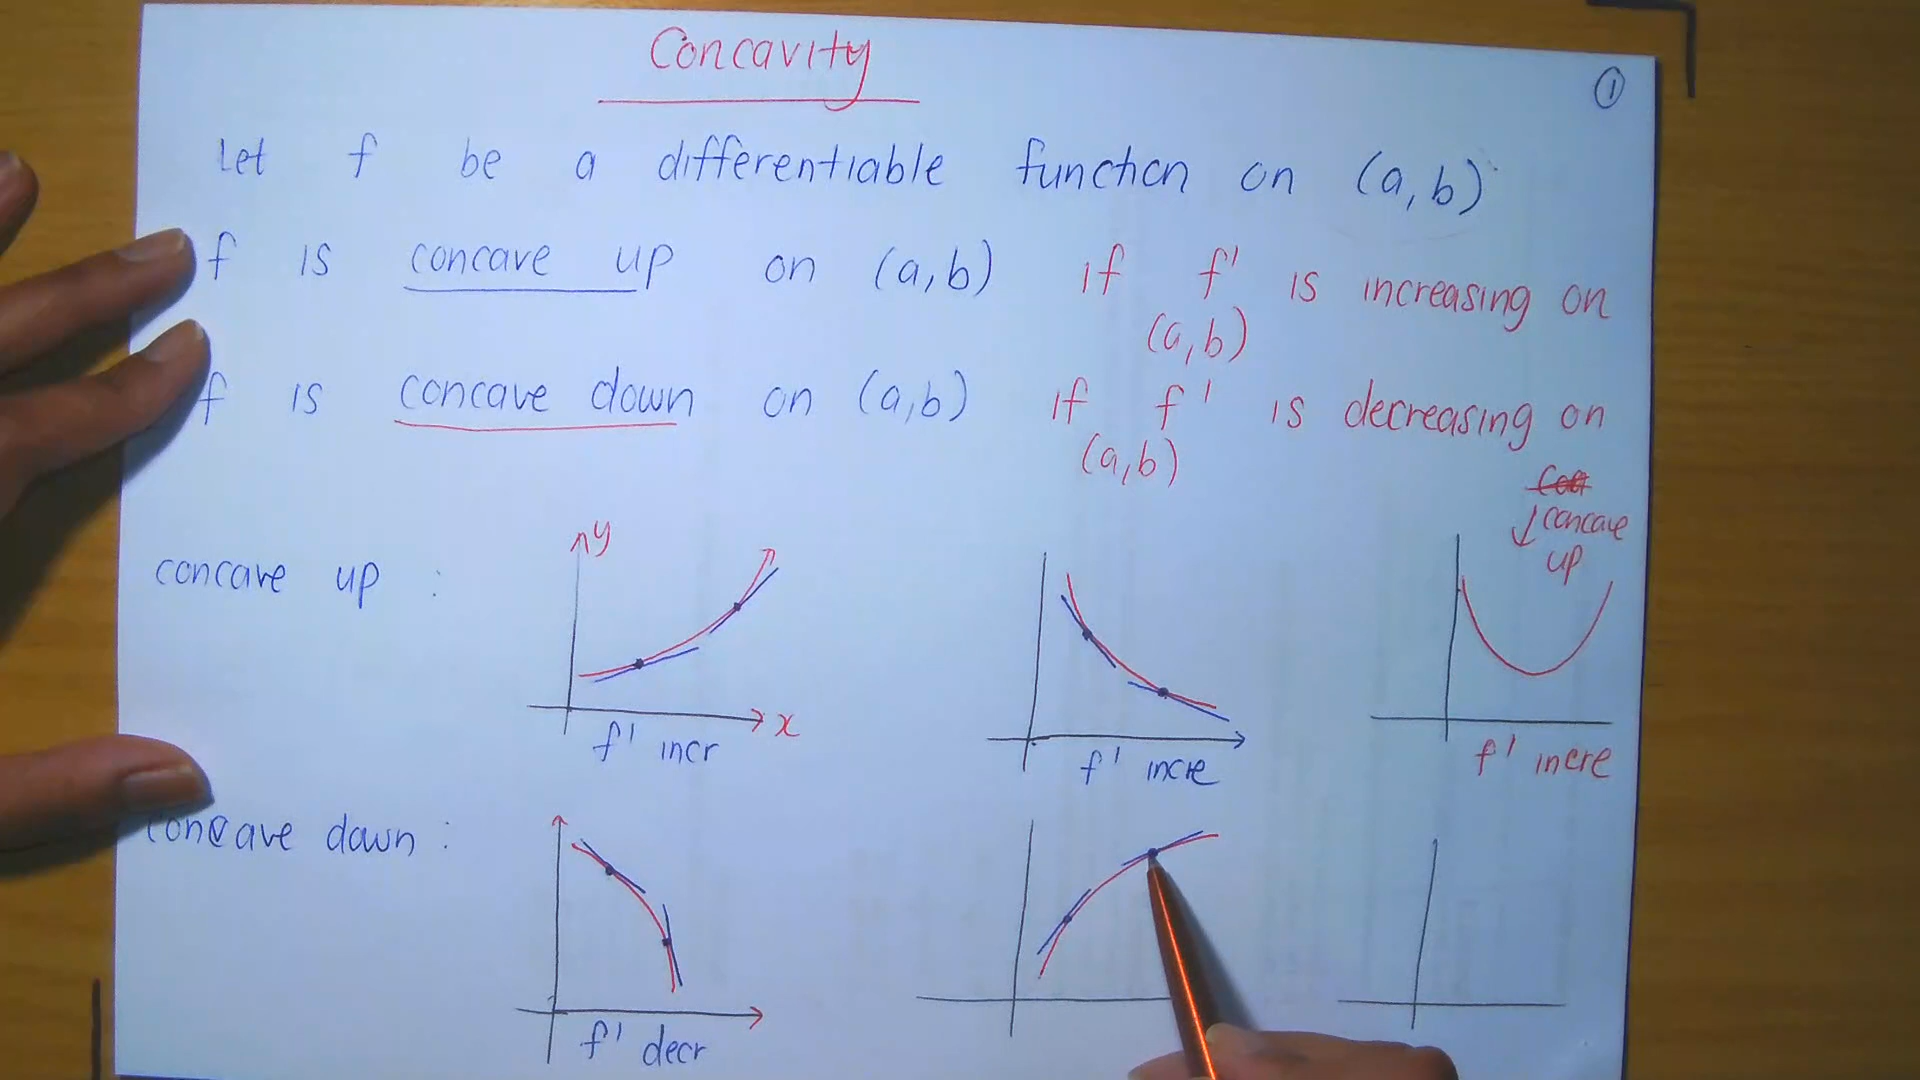 Concavity
①
Let f be a differentiable function on (a,b)
f is concave up on (a,b) if f' is increasing on
(a,b)
f is concave down on (a,b) if f' is decreasing on
(a,b)
concave up :
y
x
f' incr
f' incre
concave
up
f' incre
concave down :
f' decr